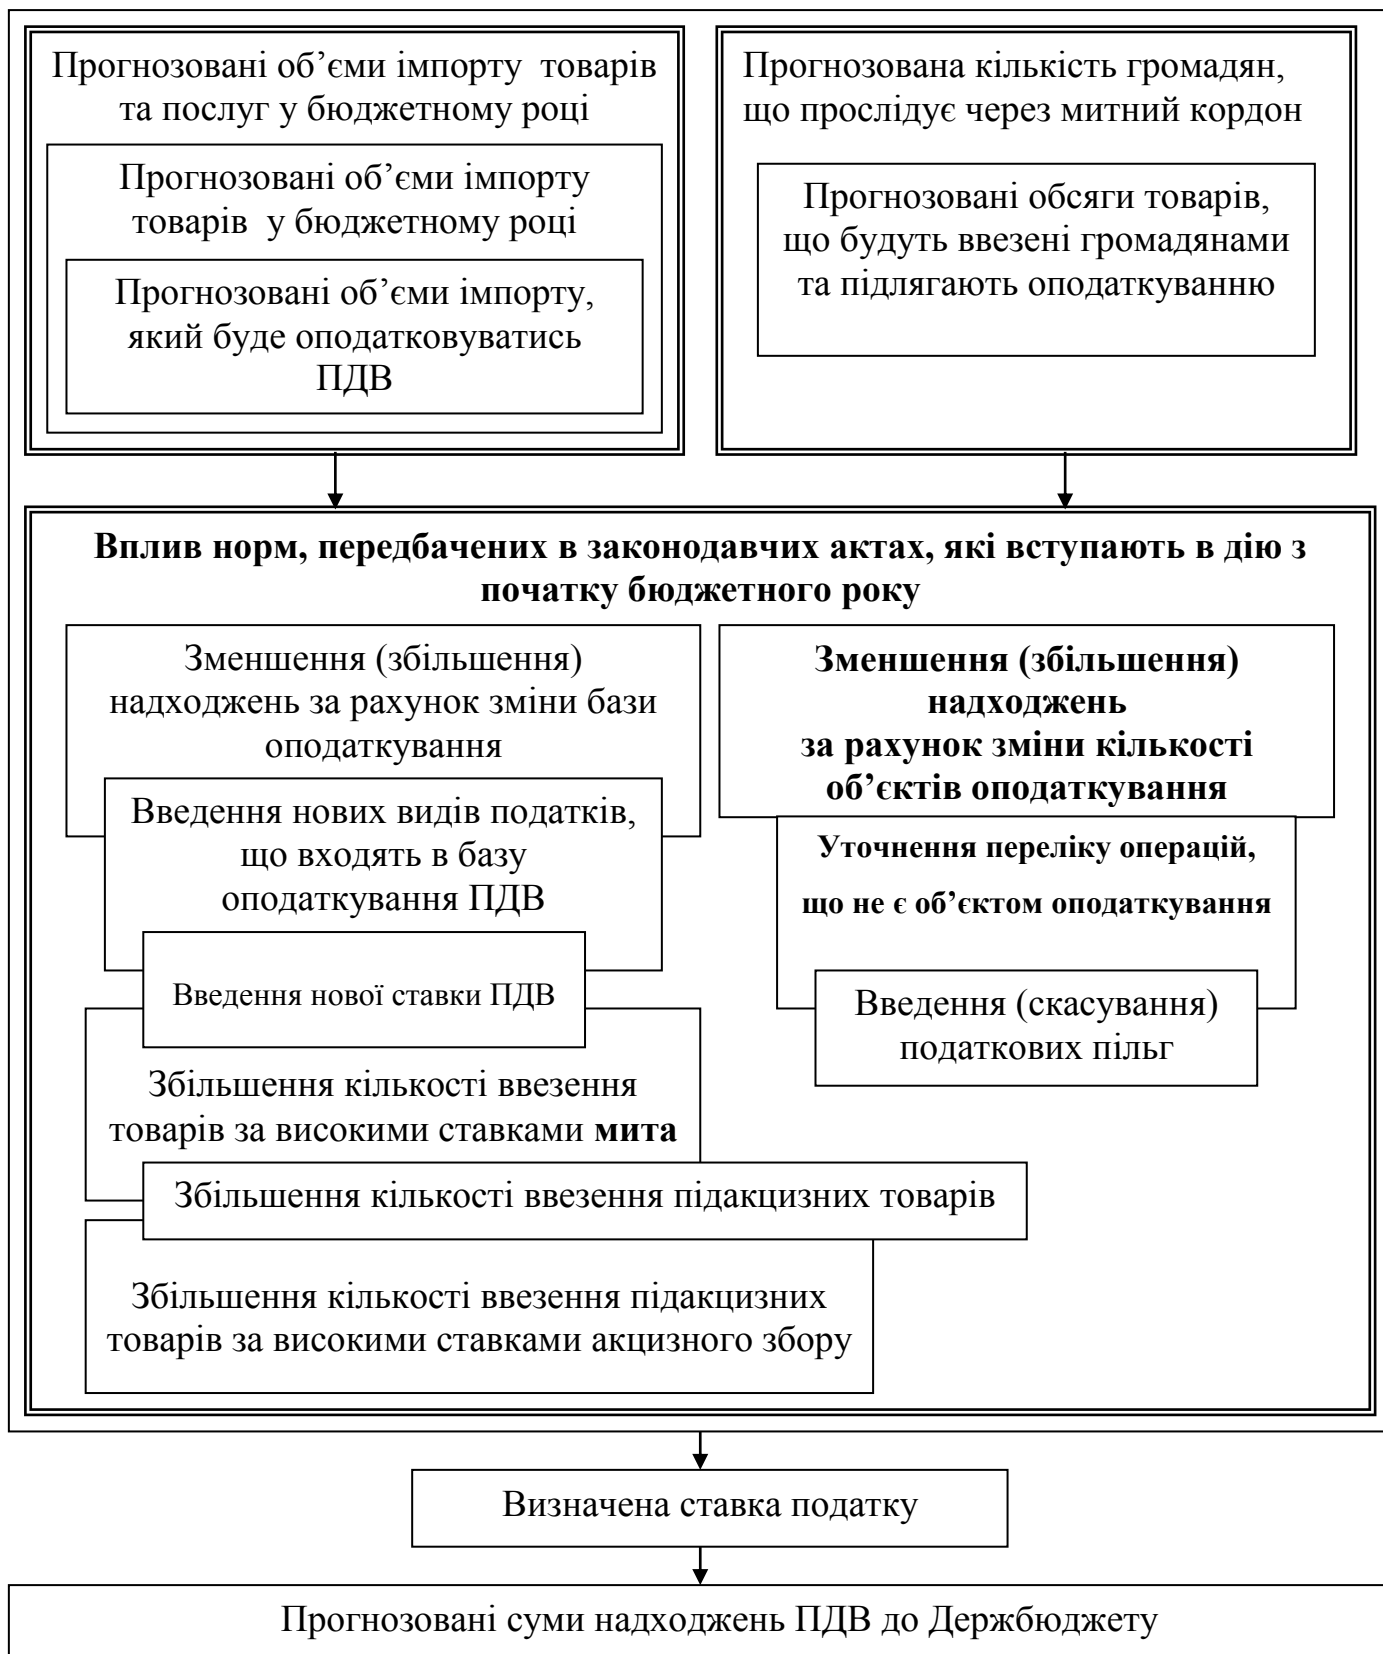 Прогнозовані об’єми імпорту товарів
та послуг у бюджетному році
Прогнозовані об’єми імпорту
товарів у бюджетному році
Прогнозовані об’єми імпорту,
який буде оподатковуватись
ПДВ
Прогнозована кількість громадян,
що прослідує через митний кордон
Прогнозовані обсяги товарів,
що будуть ввезені громадянами
та підлягають оподаткуванню
Вплив норм, передбачених в законодавчих актах, які вступають в дію з
початку бюджетного року
Зменшення (збільшення)
надходжень за рахунок зміни бази
оподаткування
Введення нових видів податків,
що входять в базу
оподаткування ПДВ
Введення нової ставки ПДВ
Збільшення кількості ввезення
товарів за високими ставками мита
Збільшення кількості ввезення підакцизних товарів
Збільшення кількості ввезення підакцизних
товарів за високими ставками акцизного збору
Зменшення (збільшення)
надходжень
за рахунок зміни кількості
об’єктів оподаткування
Уточнення переліку операцій,
що не є об’єктом оподаткування
Введення (скасування)
податкових пільг
Визначена ставка податку
Прогнозовані суми надходжень ПДВ до Держбюджету